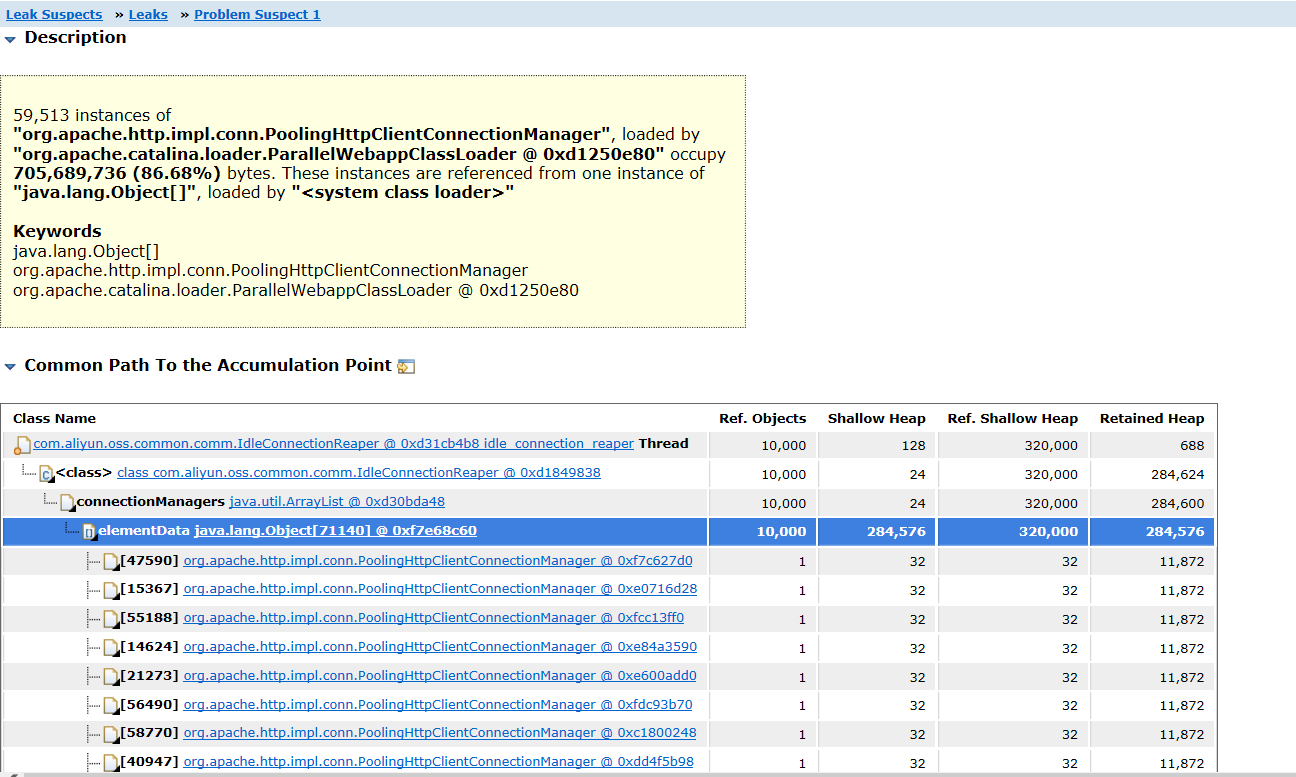 Leak Suspects » Leaks » Problem Suspect 1
Description
59,513 instances of
"org.apache.http.impl.conn.PoolingHttpClientConnectionManager", loaded by
"org.apache.catalina.loader.ParallelWebappClassLoader @ 0xd1250e80" occupy
705,689,736 (86.68%) bytes. These instances are referenced from one instance of
"java.lang.Object[]", loaded by "<system class loader>"
Keywords
java.lang.Object[]
org.apache.http.impl.conn.PoolingHttpClientConnectionManager
org.apache.catalina.loader.ParallelWebappClassLoader @ 0xd1250e80
Common Path To the Accumulation Point
Class Name Ref. Objects Shallow Heap Ref. Shallow Heap Retained Heap
com.aliyun.oss.common.comm.IdleConnectionReaper @ 0xd31cb4b8 idle_connection_reaper Thread 10,000 128 320,000 688
<class> class com.aliyun.oss.common.comm.IdleConnectionReaper @ 0xd1849838 10,000 24 320,000 284,624
connectionManagers java.util.ArrayList @ 0xd30bda48 10,000 24 320,000 284,600
elementData java.lang.Object[71140] @ 0xf7e68c60 10,000 284,576 320,000 284,576
[47590] org.apache.http.impl.conn.PoolingHttpClientConnectionManager @ 0xf7c627d0 1 32 32 11,872
[15367] org.apache.http.impl.conn.PoolingHttpClientConnectionManager @ 0xe0716d28 1 32 32 11,872
[55188] org.apache.http.impl.conn.PoolingHttpClientConnectionManager @ 0xfcc13ff0 1 32 32 11,872
[14624] org.apache.http.impl.conn.PoolingHttpClientConnectionManager @ 0xe84a3590 1 32 32 11,872
[21273] org.apache.http.impl.conn.PoolingHttpClientConnectionManager @ 0xe600add0 1 32 32 11,872
[56490] org.apache.http.impl.conn.PoolingHttpClientConnectionManager @ 0xfdc93b70 1 32 32 11,872
[58770] org.apache.http.impl.conn.PoolingHttpClientConnectionManager @ 0xc1800248 1 32 32 11,872
[40947] org.apache.http.impl.conn.PoolingHttpClientConnectionManager @ 0xdd4f5b98 1 32 32 11,872